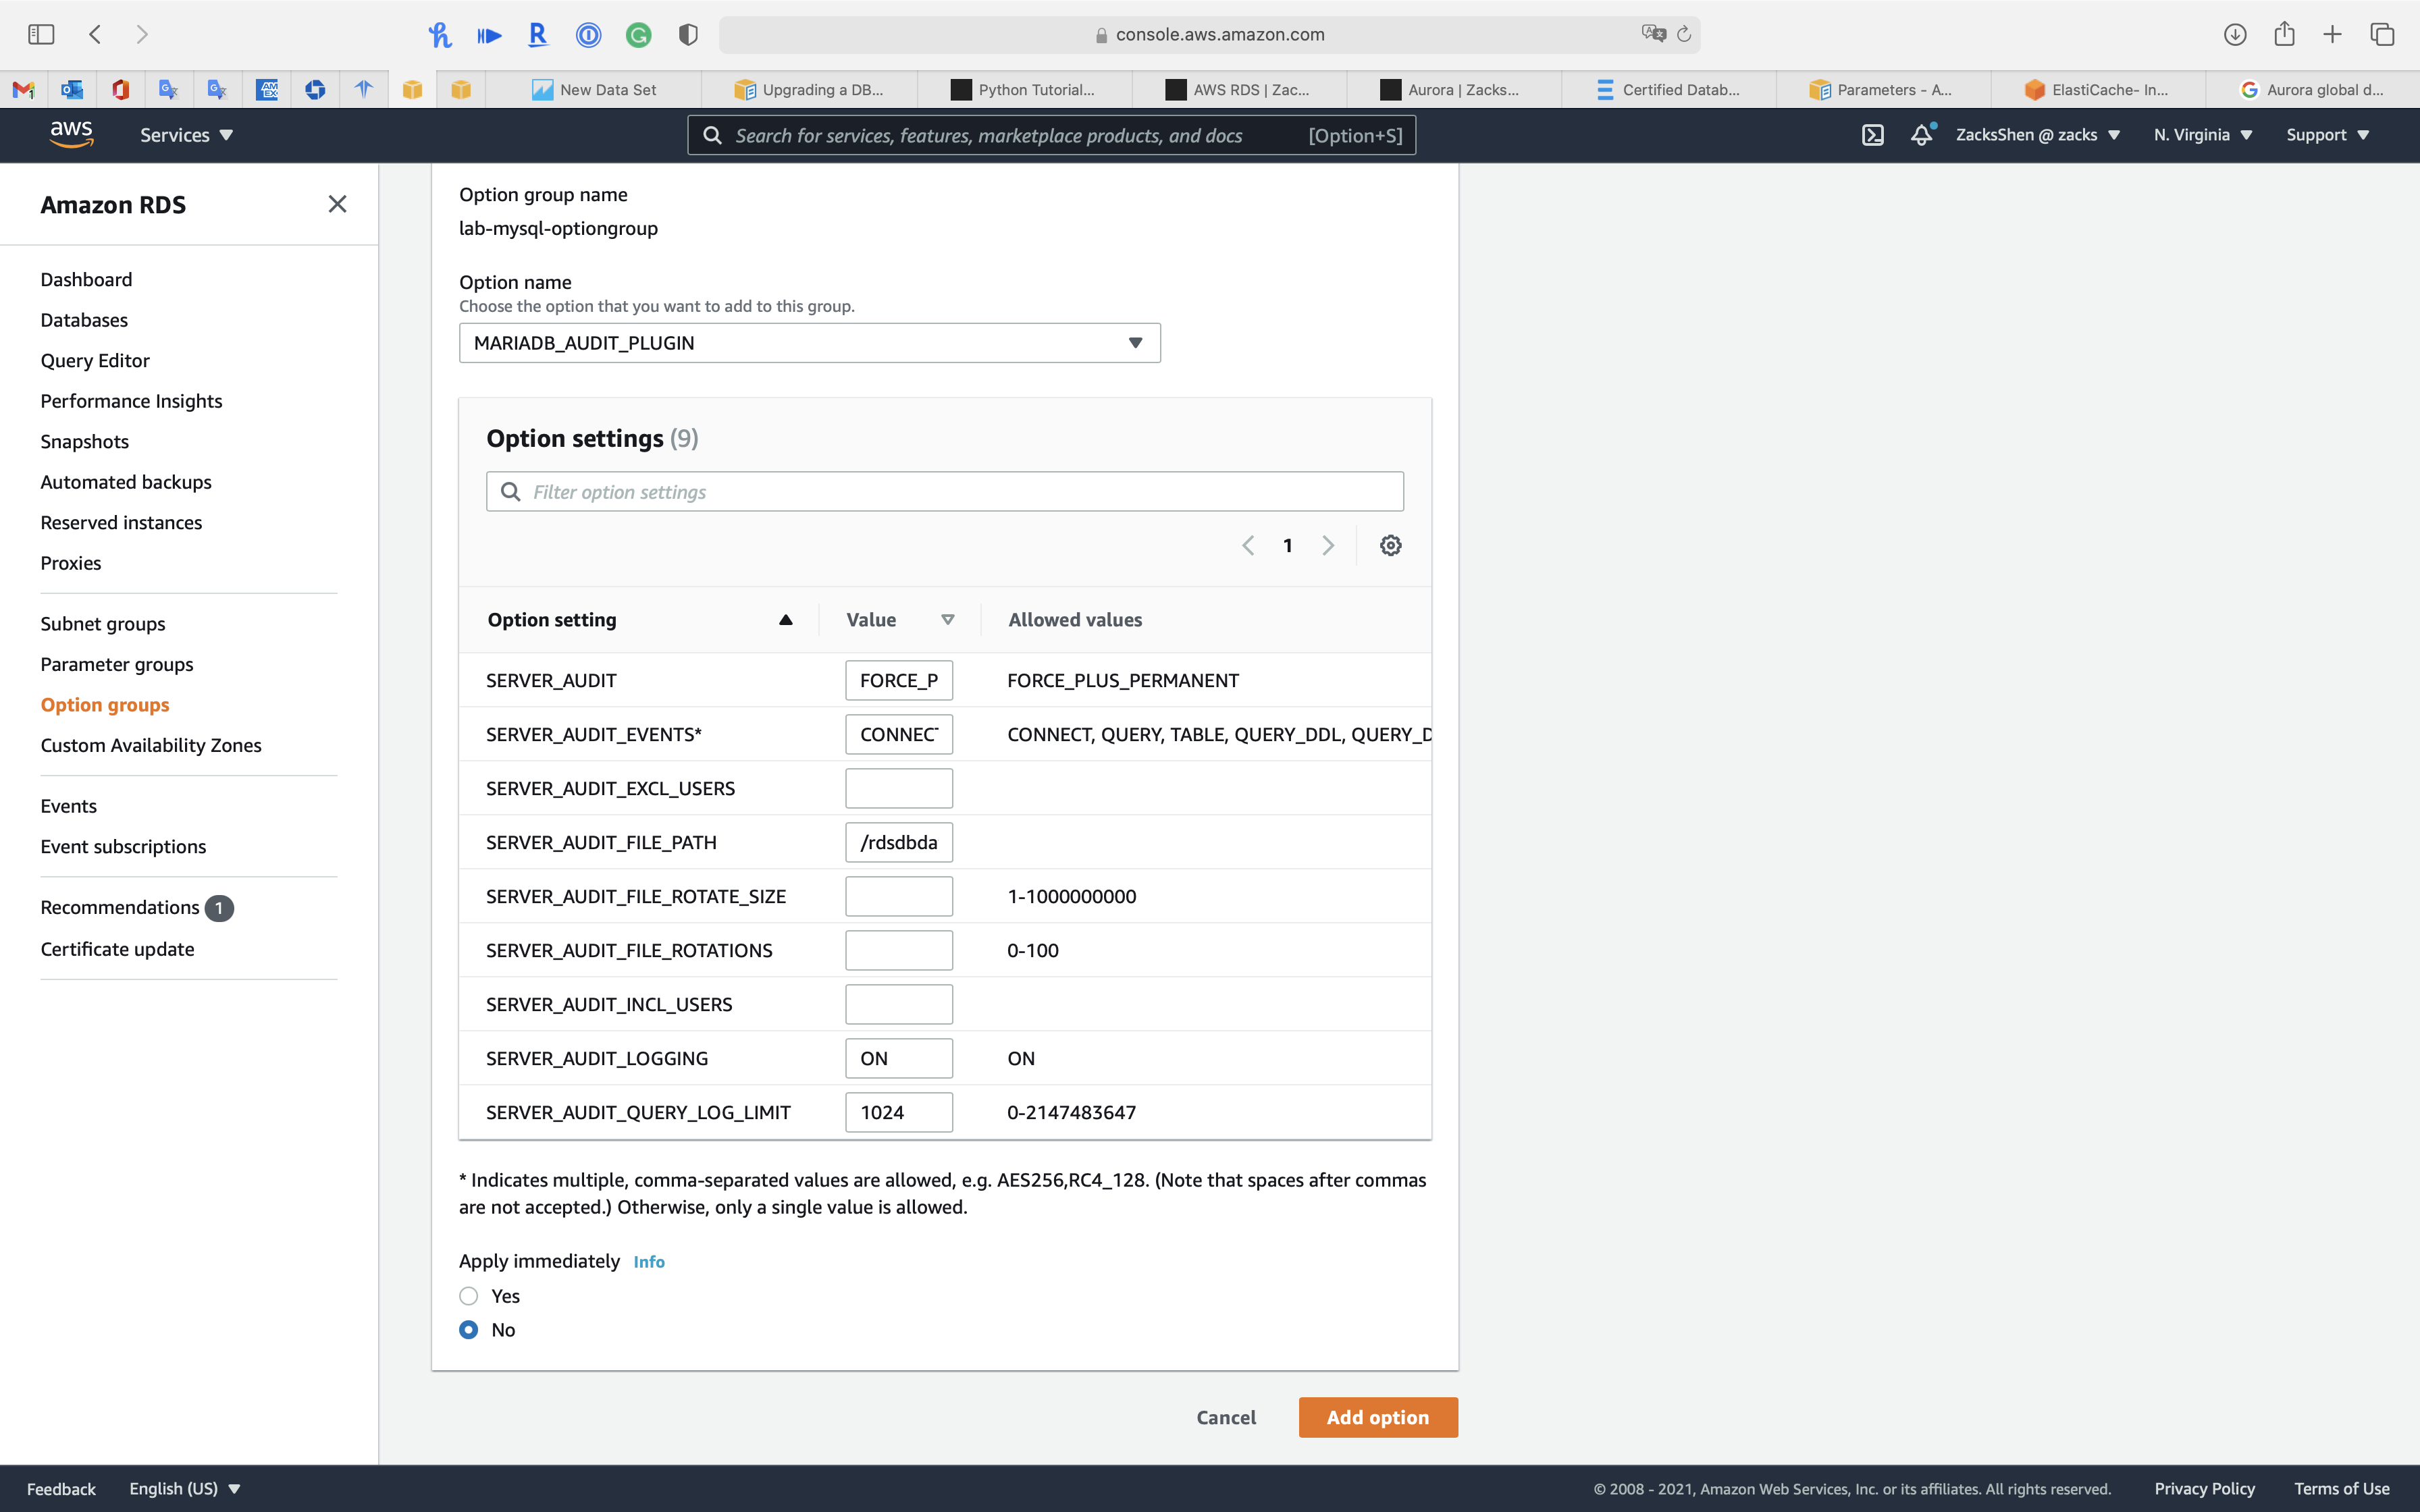 console.aws.amazon.com
New Data Set
Upgrading a DB...
Python Tutorial...
AWS RDS | Zac...
Aurora | Zacks...
Certified Datab...
Parameters - A...
ElastiCache- In...
Aurora global d...
aws
Services
Search for services, features, marketplace products, and docs
[Option+S]
ZacksShen @ zacks
N. Virginia
Support
Amazon RDS
Dashboard
Databases
Query Editor
Performance Insights
Snapshots
Automated backups
Reserved instances
Proxies
Subnet groups
Parameter groups
Option groups
Custom Availability Zones
Events
Event subscriptions
Recommendations 1
Certificate update
Option group name
lab-mysql-optiongroup
Option name
Choose the option that you want to add to this group.
MARIADB_AUDIT_PLUGIN
Option settings (9)
Filter option settings
1
Option setting Value Allowed values
SERVER_AUDIT FORCE_P FORCE_PLUS_PERMANENT
SERVER_AUDIT_EVENTS* CONNECT CONNECT, QUERY, TABLE, QUERY_DDL, QUERY_D
SERVER_AUDIT_EXCL_USERS
SERVER_AUDIT_FILE_PATH /rdsdbda
SERVER_AUDIT_FILE_ROTATE_SIZE 1-1000000000
SERVER_AUDIT_FILE_ROTATIONS 0-100
SERVER_AUDIT_INCL_USERS
SERVER_AUDIT_LOGGING ON ON
SERVER_AUDIT_QUERY_LOG_LIMIT 1024 0-2147483647
* Indicates multiple, comma-separated values are allowed, e.g. AES256,RC4_128. (Note that spaces after commas
are not accepted.) Otherwise, only a single value is allowed.
Apply immediately Info
Yes
No
Cancel
Add option
Feedback
English (US)
© 2008 - 2021, Amazon Web Services, Inc. or its affiliates. All rights reserved.
Privacy Policy
Terms of Use